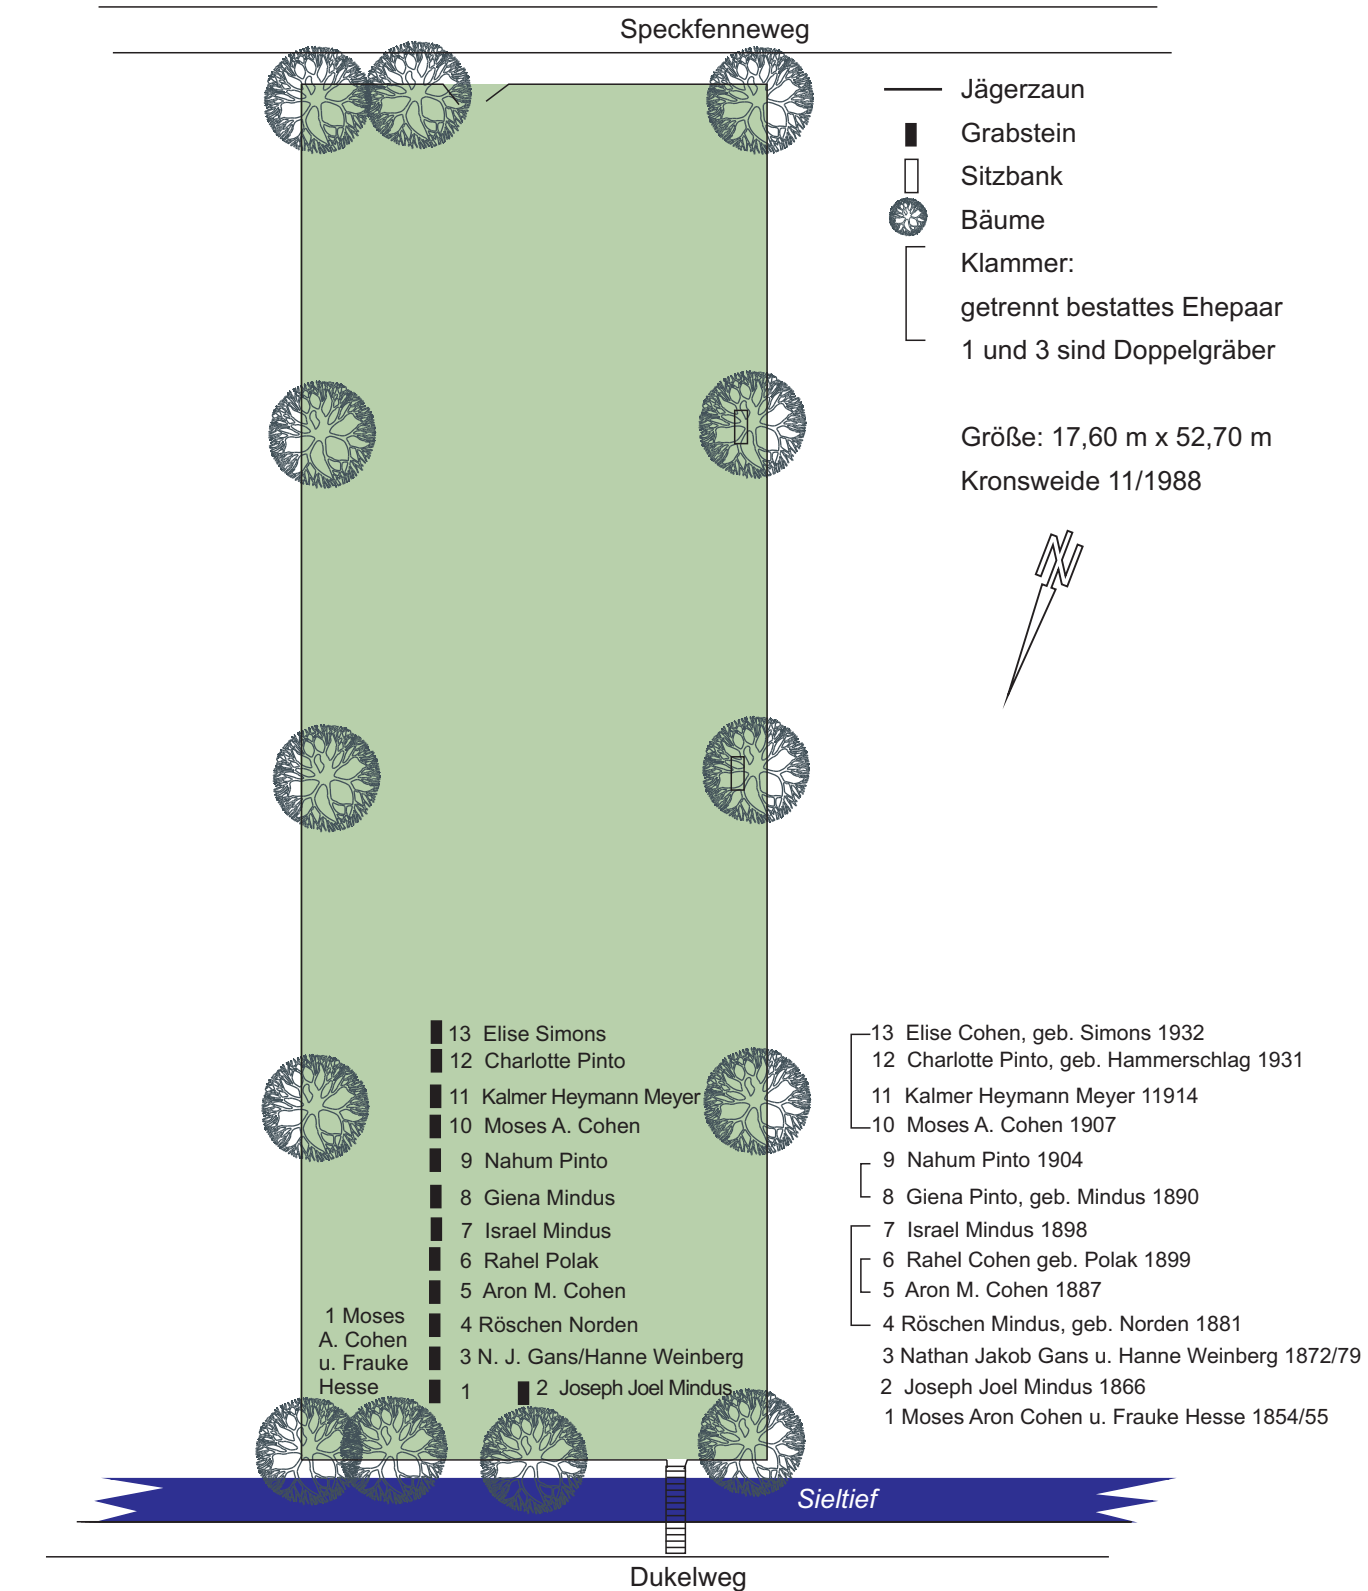 Speckfenneweg
Jägerzaun
Grabstein
Sitzbank
Bäume
Klammer:
getrennt bestattes Ehepaar
1 und 3 sind Doppelgräber
Größe: 17,60 m x 52,70 m
Kronsweide 11/1988
N
13 Elise Simons
12 Charlotte Pinto
11 Kalmer Heymann Meyer
10 Moses A. Cohen
9 Nahum Pinto
8 Giena Mindus
7 Israel Mindus
6 Rahel Polak
5 Aron M. Cohen
4 Röschen Norden
3 N. J. Gans/Hanne Weinberg
1
2 Joseph Joel Mindus
1 Moses
A. Cohen
u. Frauke
Hesse
13 Elise Cohen, geb. Simons 1932
12 Charlotte Pinto, geb. Hammerschlag 1931
11 Kalmer Heymann Meyer 11914
10 Moses A. Cohen 1907
9 Nahum Pinto 1904
8 Giena Pinto, geb. Mindus 1890
7 Israel Mindus 1898
6 Rahel Cohen geb. Polak 1899
5 Aron M. Cohen 1887
4 Röschen Mindus, geb. Norden 1881
3 Nathan Jakob Gans u. Hanne Weinberg 1872/79
2 Joseph Joel Mindus 1866
1 Moses Aron Cohen u. Frauke Hesse 1854/55
Sieltief
Dukelweg